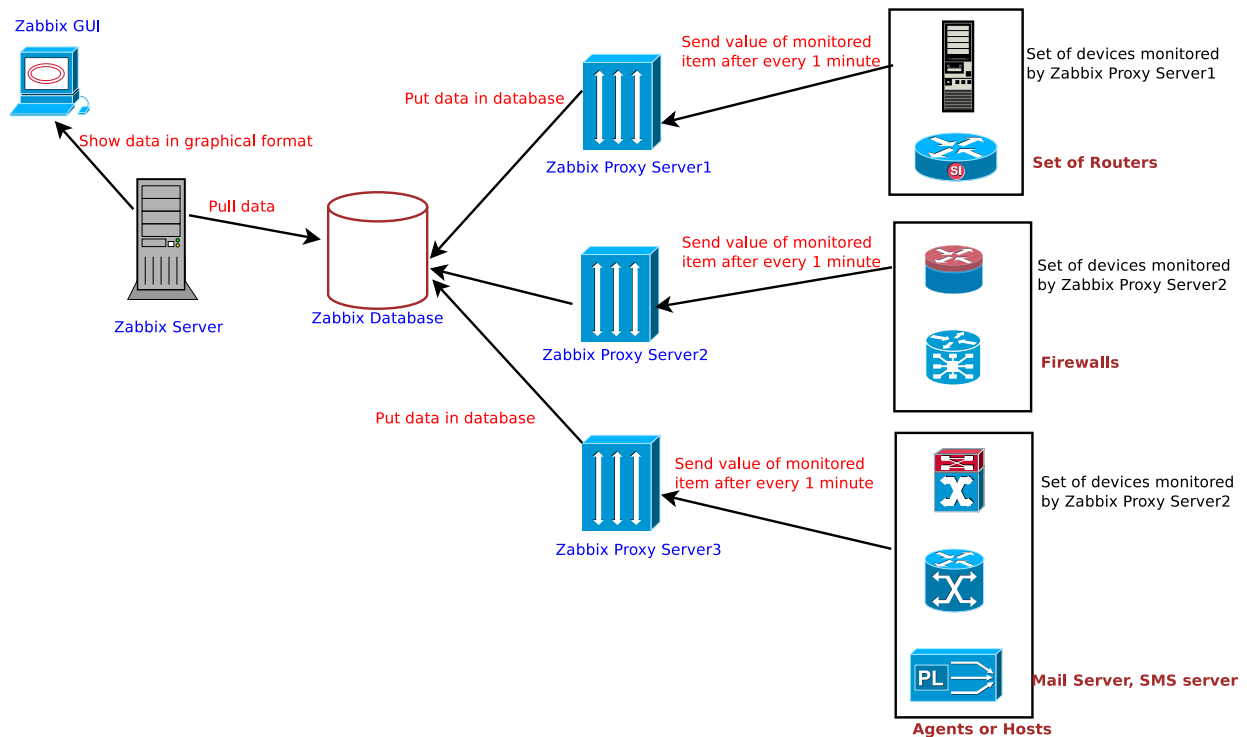 Zabbix GUI
Show data in graphical format
Zabbix Server
Pull data
Zabbix Database
Put data in database
Zabbix Proxy Server1
Send value of monitored
item after every 1 minute
Set of devices monitored
by Zabbix Proxy Server1
SI
Set of Routers
Zabbix Proxy Server2
Send value of monitored
item after every 1 minute
Set of devices monitored
by Zabbix Proxy Server2
Firewalls
Put data in database
Zabbix Proxy Server3
Send value of monitored
item after every 1 minute
Set of devices monitored
by Zabbix Proxy Server2
PL
Mail Server, SMS server
Agents or Hosts